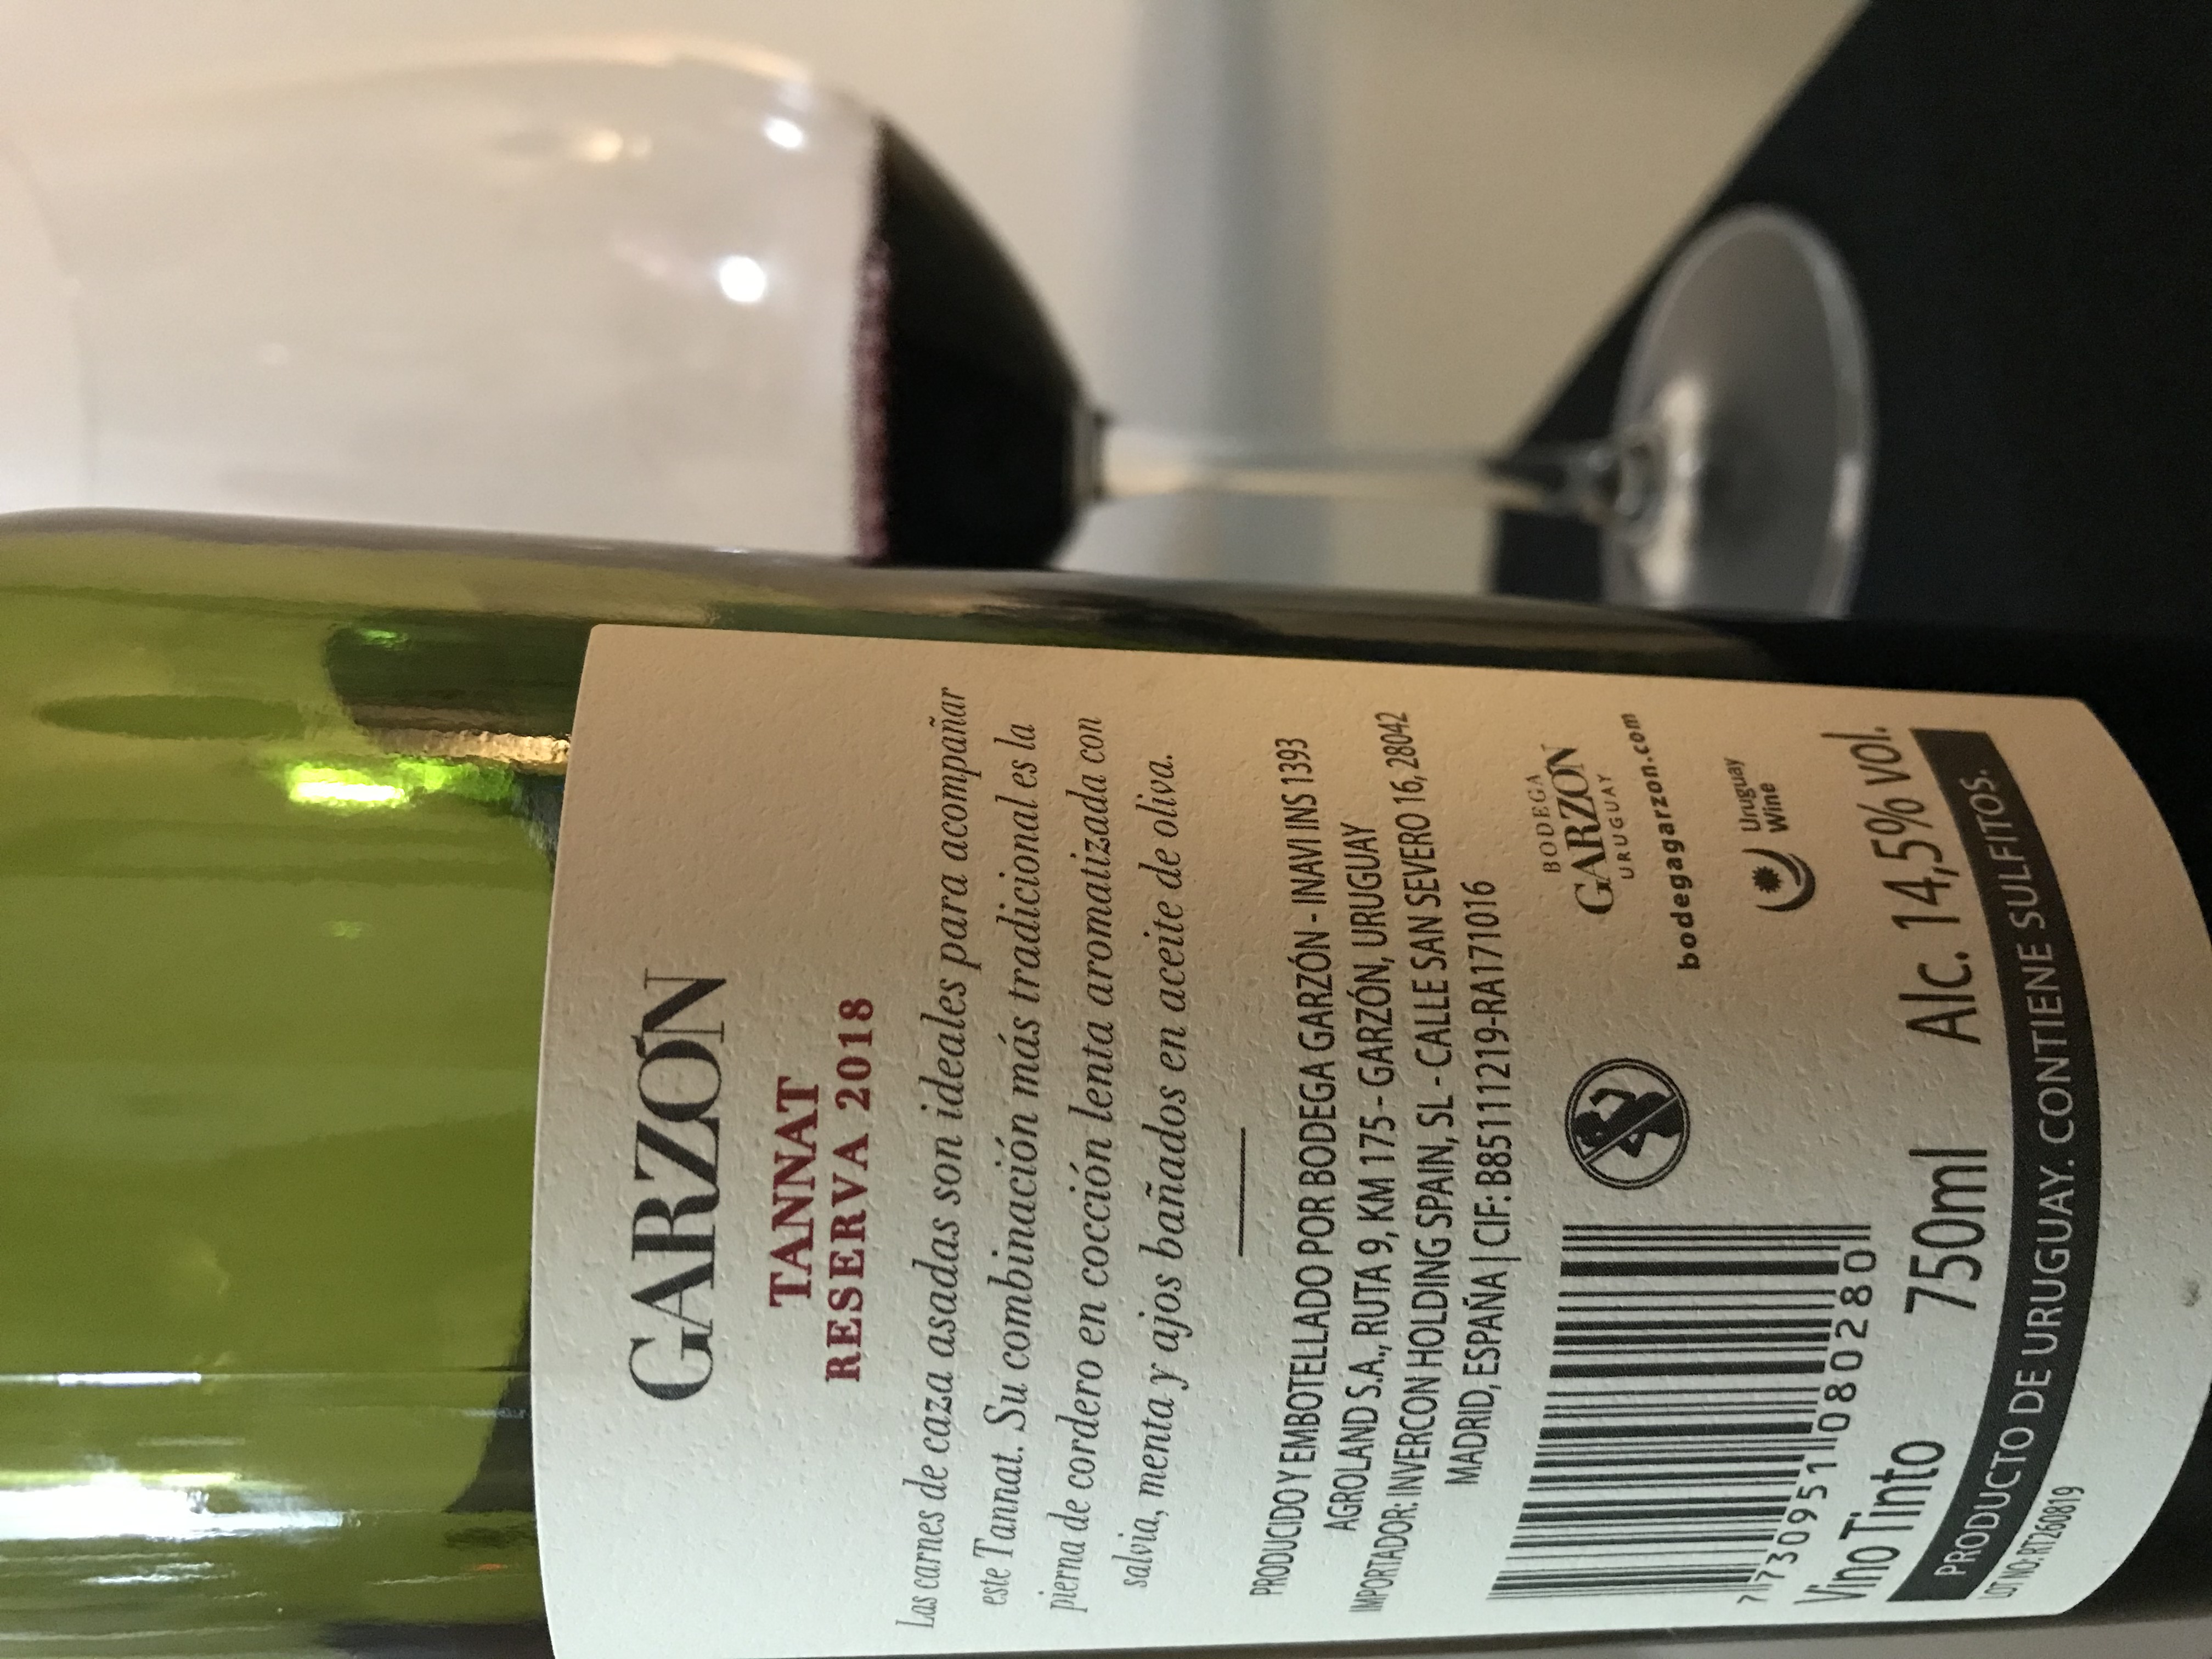 GARZÓN
TANNAT
RESERVA 2018
Las carnes de caza asadas son ideales para acompañar
este Tannat. Su combinación más tradicional es la
pierna de cordero en cocción lenta aromatizada con
salvia, menta y ajos bañados en aceite de oliva.
PRODUCIDO Y EMBOTELLADO POR BODEGA GARZÓN - INAVI INS 1393
AGROLAND S.A., RUTA 9, KM 175 - GARZÓN, URUGUAY
IMPORTADOR: INVERCON HOLDING SPAIN, SL - CALLE SAN SEVERO 16, 28042
MADRID, ESPAÑA | CIF: B85111219-RA171016
BODEGA
GARZÓN
URUGUAY
bodegagarzon.com
Uruguay
Wine
7 730951 080280
Vino Tinto 750ml Alc. 14,5% vol.
PRODUCTO DE URUGUAY. CONTIENE SULFITOS.
LOT NO: RT260819